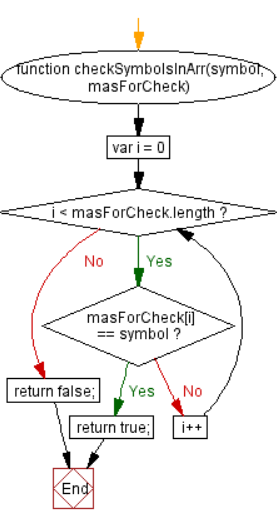 function checkSymbolsInArr(symbol,
masForCheck)
var i = 0
i < masForCheck.length ?
No
Yes
masForCheck[i]
== symbol ?
Yes
No
return false;
return true;
i++
End